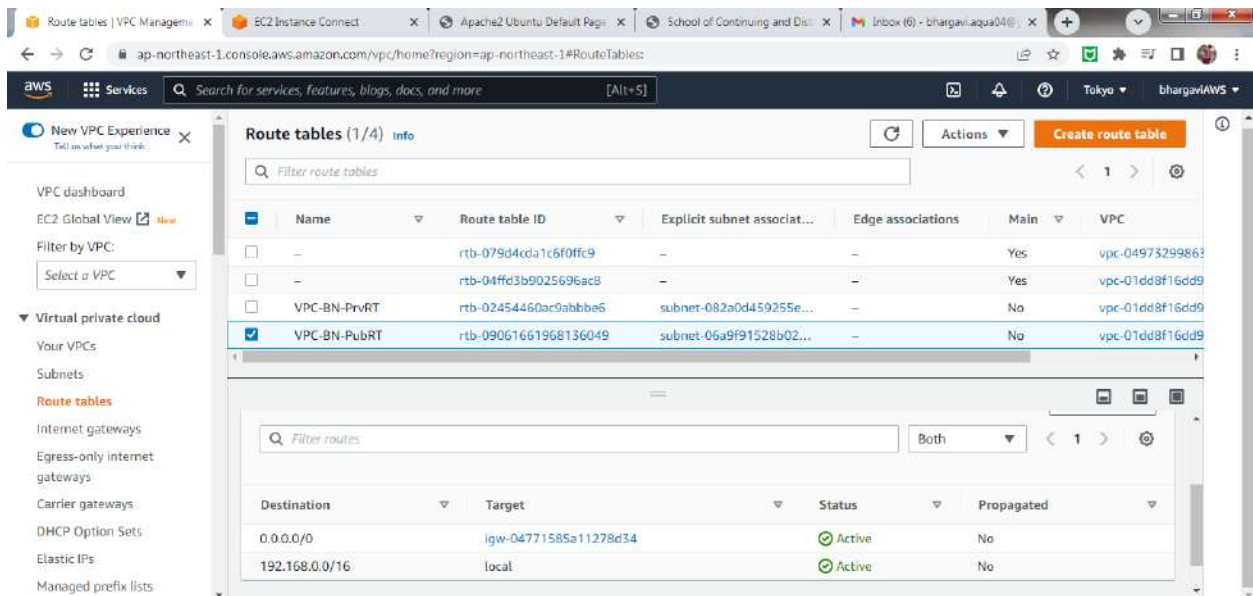 Route tables | VPC Manageme
EC2 Instance Connect
Apache2 Ubuntu Default Page
School of Continuing and Dis
Inbox (6) - bhargavi.aqua04@
ap-northeast-1.console.aws.amazon.com/vpc/home?region=ap-northeast-1#RouteTables:
aws
Services
Search for services, features, blogs, docs, and more
[Alt+S]
Tokyo
bhargaviAWS
New VPC Experience
Tell us what you think
VPC dashboard
EC2 Global View New
Filter by VPC:
Select a VPC
Virtual private cloud
Your VPCs
Subnets
Route tables
Internet gateways
Egress-only internet
gateways
Carrier gateways
DHCP Option Sets
Elastic IPs
Managed prefix lists
Route tables (1/4) Info
Actions
Create route table
Filter route tables
1
Name Route table ID Explicit subnet associat... Edge associations Main VPC
– rtb-079d4cda1c6f0ffc9 – – Yes vpc-04973299863
– rtb-04ffd3b9025696ac8 – – Yes vpc-01dd8f16dd9
VPC-BN-PrvRT rtb-02454460ac9abbbe6 subnet-082a0d459255e... – No vpc-01dd8f16dd9
VPC-BN-PubRT rtb-09061661968136049 subnet-06a9f91528b02... – No vpc-01dd8f16dd9
Filter routes
Both
1
Destination Target Status Propagated
0.0.0.0/0 igw-04771585a11278d34 Active No
192.168.0.0/16 local Active No